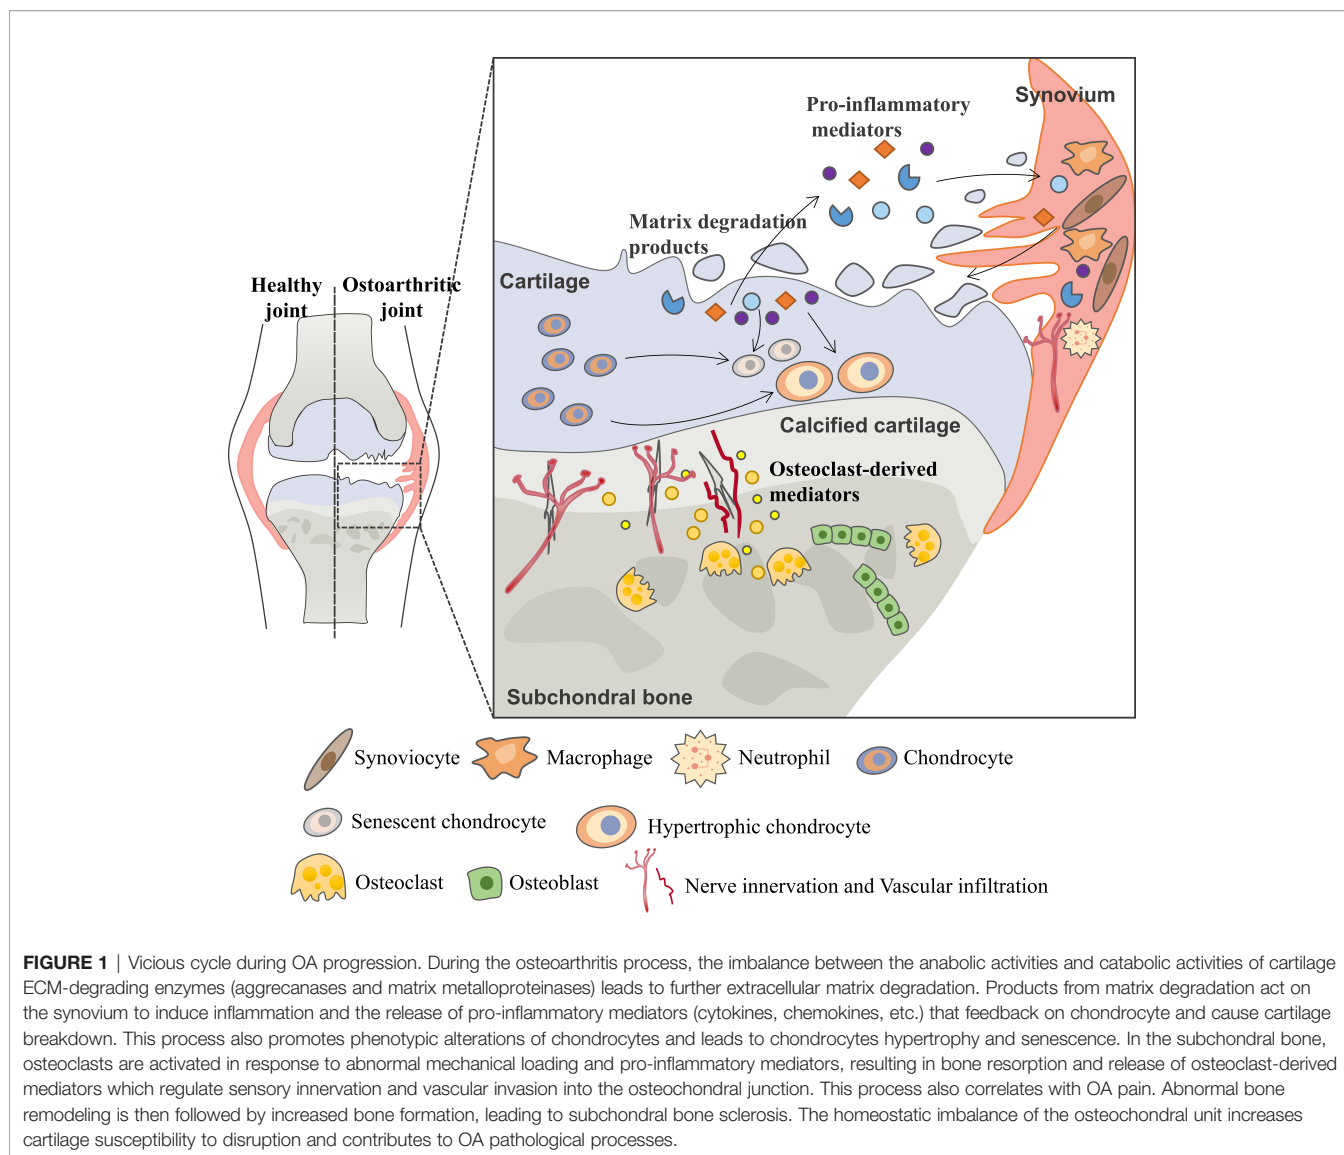 Pro-inflammatory
mediators
Synovium
Matrix degradation
products
Cartilage
Healthy
joint
Ostoarthritic
joint
Calcified cartilage
Osteoclast-derived
mediators
Subchondral bone
Synoviocyte
Macrophage
Neutrophil
Chondrocyte
Senescent chondrocyte
Hypertrophic chondrocyte
Osteoclast
Osteoblast
Nerve innervation and Vascular infiltration
FIGURE 1 | Vicious cycle during OA progression. During the osteoarthritis process, the imbalance between the anabolic activities and catabolic activities of cartilage
ECM-degrading enzymes (aggrecanases and matrix metalloproteinases) leads to further extracellular matrix degradation. Products from matrix degradation act on
the synovium to induce inflammation and the release of pro-inflammatory mediators (cytokines, chemokines, etc.) that feedback on chondrocyte and cause cartilage
breakdown. This process also promotes phenotypic alterations of chondrocytes and leads to chondrocytes hypertrophy and senescence. In the subchondral bone,
osteoclasts are activated in response to abnormal mechanical loading and pro-inflammatory mediators, resulting in bone resorption and release of osteoclast-derived
mediators which regulate sensory innervation and vascular invasion into the osteochondral junction. This process also correlates with OA pain. Abnormal bone
remodeling is then followed by increased bone formation, leading to subchondral bone sclerosis. The homeostatic imbalance of the osteochondral unit increases
cartilage susceptibility to disruption and contributes to OA pathological processes.